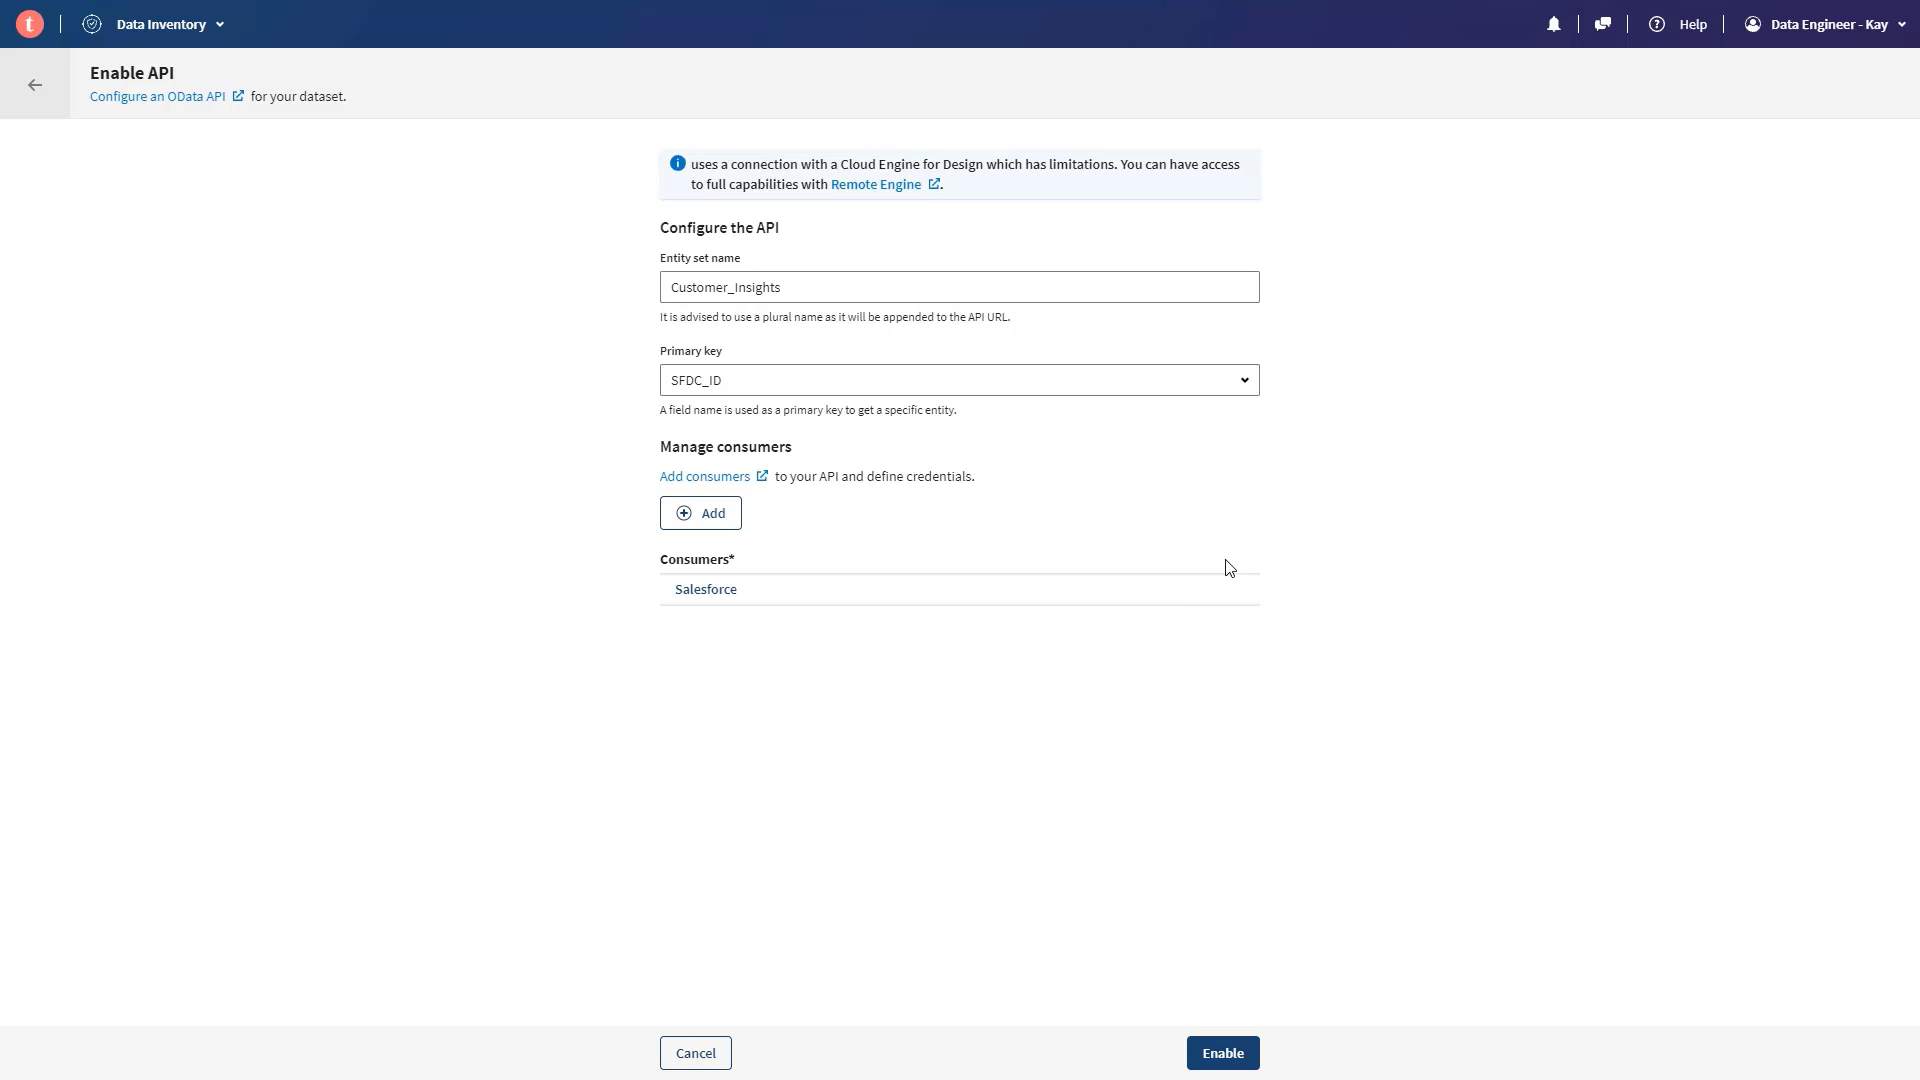 t
Data Inventory
Help
Data Engineer - Kay
Enable API
Configure an OData API for your dataset.
uses a connection with a Cloud Engine for Design which has limitations. You can have access
to full capabilities with Remote Engine .
Configure the API
Entity set name
Customer_Insights
It is advised to use a plural name as it will be appended to the API URL.
Primary key
SFDC_ID
A field name is used as a primary key to get a specific entity.
Manage consumers
Add consumers to your API and define credentials.
Add
Consumers*
Salesforce
Cancel
Enable